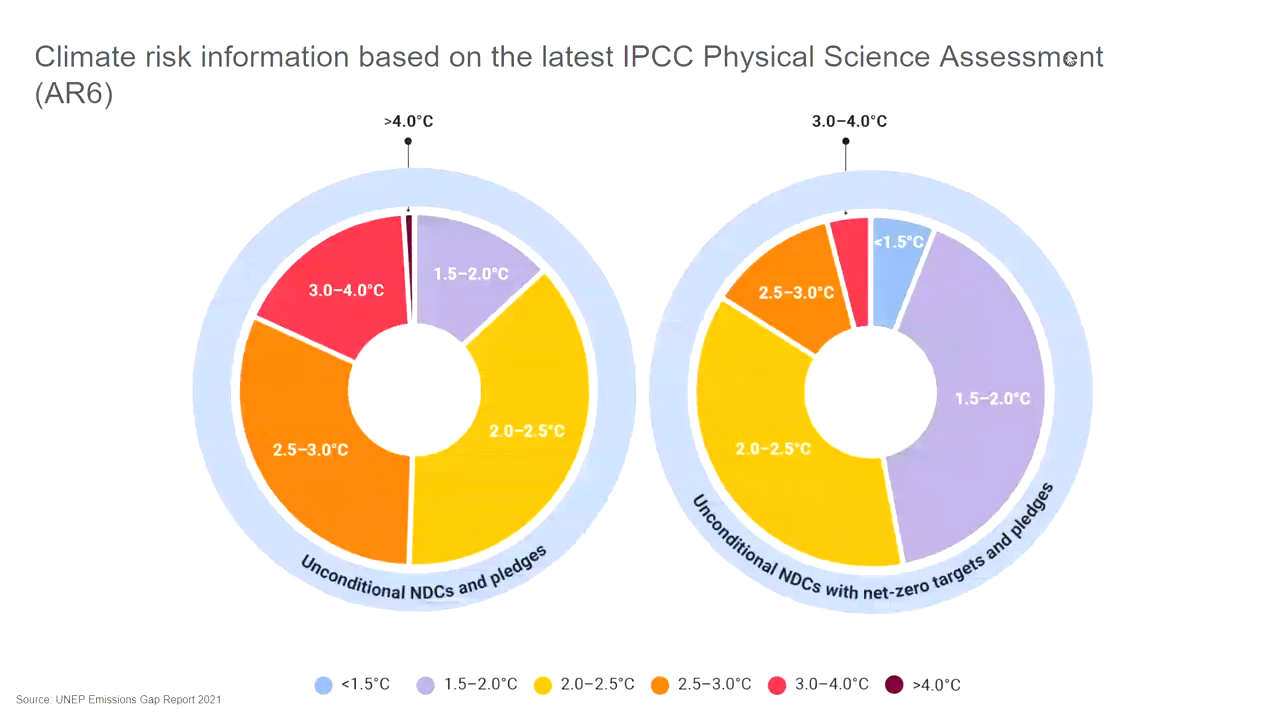 Climate risk information based on the latest IPCC Physical Science Assessment
(AR6)
>4.0°C
3.0–4.0°C
1.5–2.0°C
3.0–4.0°C
2.0–2.5°C
2.5–3.0°C
Unconditional NDCs and pledges
<1.5°C
2.5–3.0°C
1.5–2.0°C
2.0–2.5°C
Unconditional NDCs with net-zero targets and pledges
<1.5°C
1.5–2.0°C
2.0–2.5°C
2.5–3.0°C
3.0–4.0°C
>4.0°C
Source: UNEP Emissions Gap Report 2021